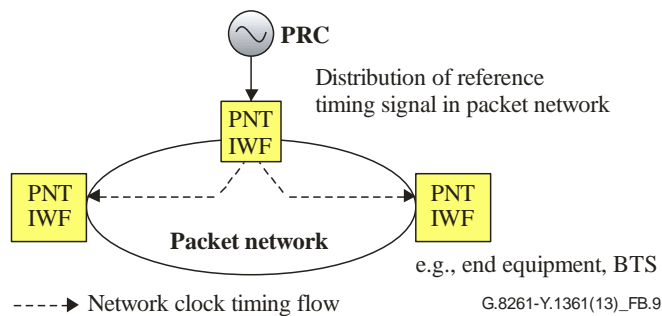 PRC
Distribution of reference
timing signal in packet network
PNT
IWF
PNT
IWF
PNT
IWF
Packet network
e.g., end equipment, BTS
Network clock timing flow
G.8261-Y.1361(13)_FB.9